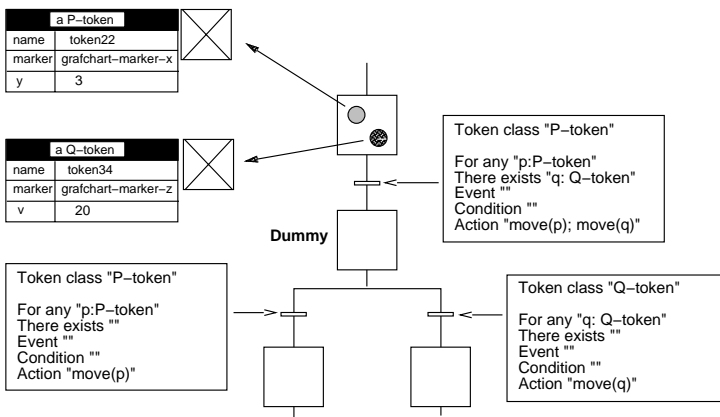 a P–token
name token22
marker grafchart–marker–x
y 3
a Q–token
name token34
marker grafchart–marker–z
v 20
Token class "P–token"
For any "p:P–token"
There exists "q: Q–token"
Event ""
Condition ""
Action "move(p); move(q)"
Dummy
Token class "P–token"
For any "p:P–token"
There exists ""
Event ""
Condition ""
Action "move(p)"
Token class "Q–token"
For any "q: Q–token"
There exists ""
Event ""
Condition ""
Action "move(q)"